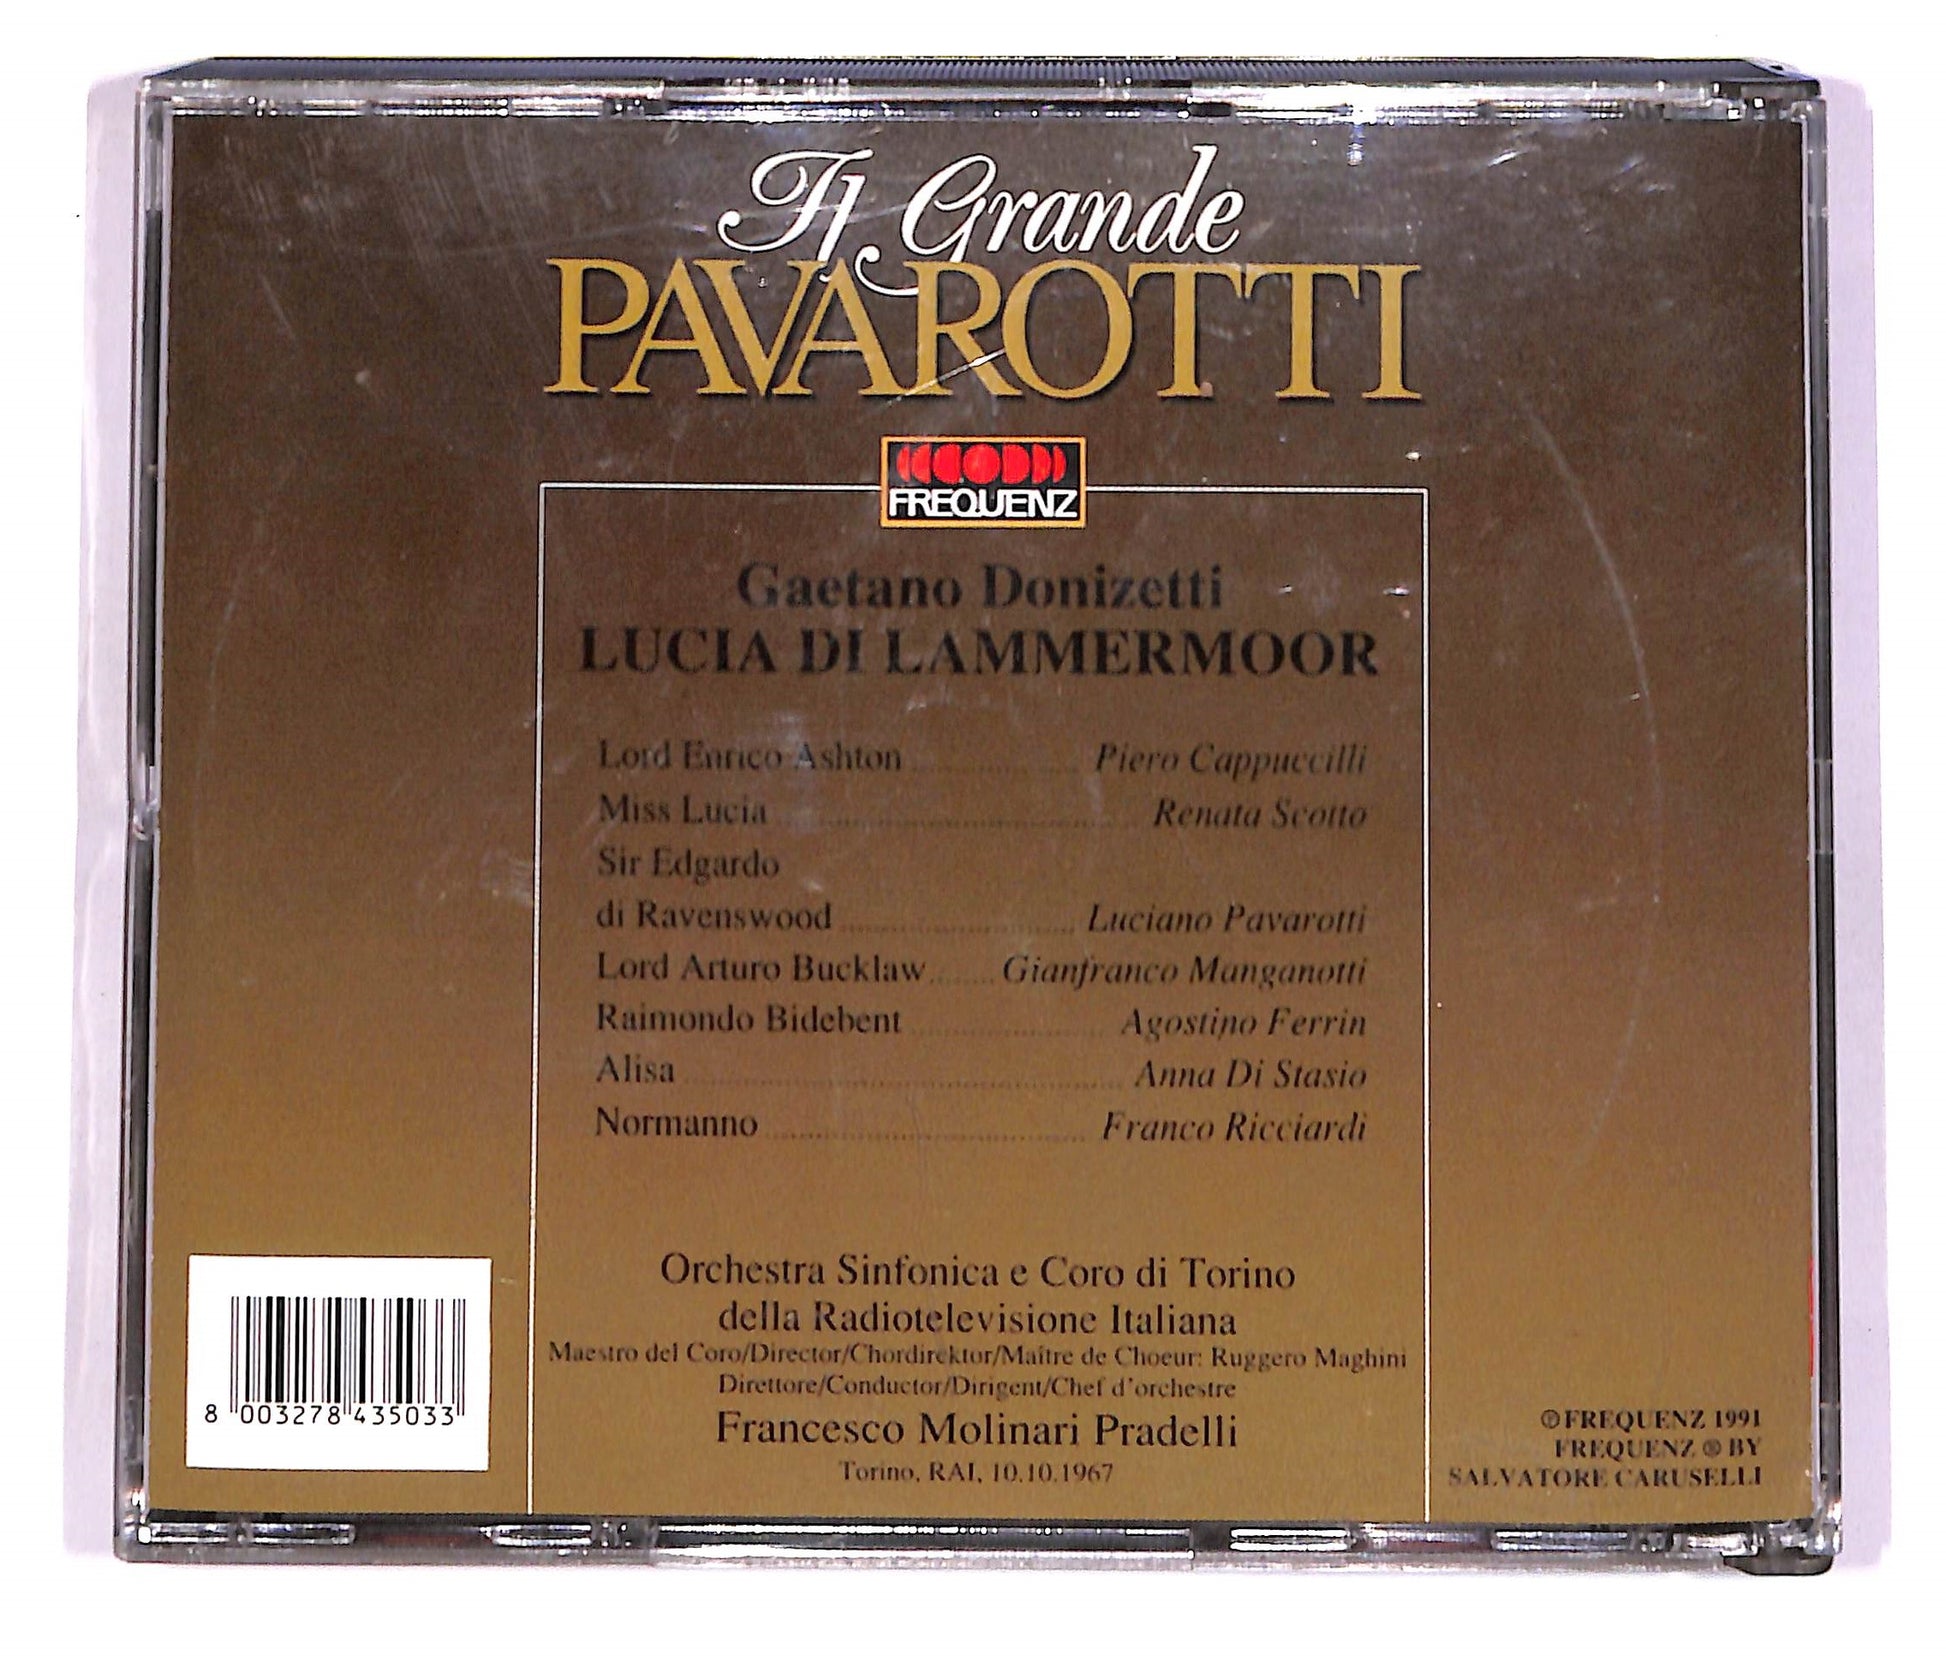 Il Grande
PAVAROTTI
FREQUENZ
Gaetano Donizetti
LUCIA DI LAMMERMOOR
Lord Enrico Ashton ................ Piero Cappuccilli
Miss Lucia ................ Renata Scotto
Sir Edgardo
di Ravenswood ................ Luciano Pavarotti
Lord Arturo Bucklaw ........ Gianfranco Manganotti
Raimondo Bidebent ................ Agostino Ferrin
Alisa ................ Anna Di Stasio
Normanno ................ Franco Ricciardi
Orchestra Sinfonica e Coro di Torino
della Radiotelevisione Italiana
Maestro del Coro/Director/Chordirektor/Maître de Choeur: Ruggero Maghini
Direttore/Conductor/Dirigent/Chef d'orchestre
Francesco Molinari Pradelli
Torino, RAI, 10.10.1967
8 003278 435033
℗ FREQUENZ 1991
FREQUENZ ® BY
SALVATORE CARUSELLI